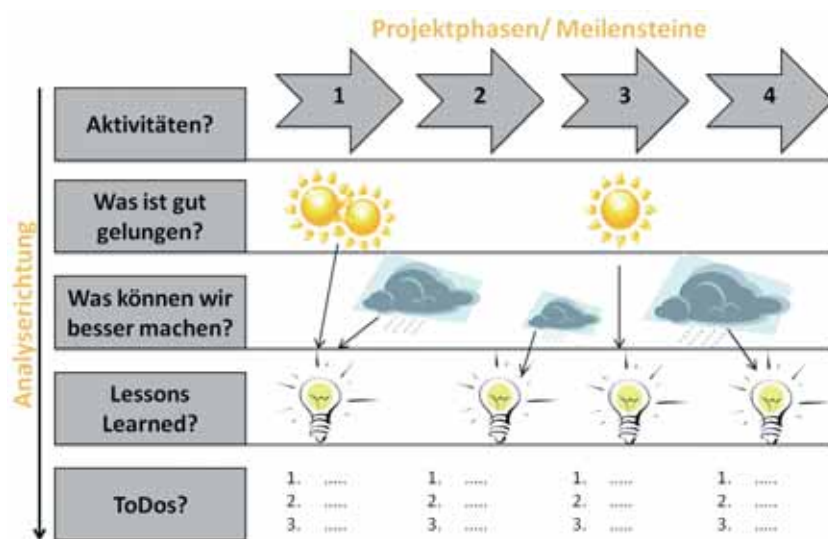 Projektphasen/ Meilensteine
Analyserichtung
Aktivitäten?
1
2
3
4
Was ist gut
gelungen?
Was können wir
besser machen?
Lessons
Learned?
ToDos?
1. .....
2. .....
3. .....
1. .....
2. .....
3. .....
1. .....
2. .....
3. .....
1. .....
2. .....
3. .....